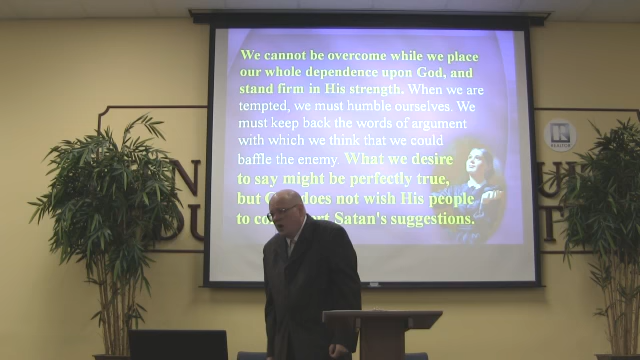 We cannot be overcome while we place
our whole dependence upon God, and
stand firm in His strength. When we are
tempted, we must humble ourselves. We
must keep back the words of argument
with which we think that we could
baffle the enemy. What we desire
to say might be perfectly true,
but does not wish His people
to Satan's suggestions.
REALTOR